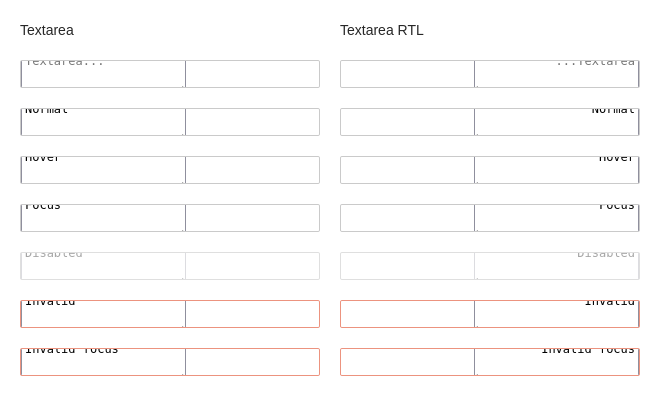 Textarea
Textarea RTL
Textarea...
...Textarea
Normal
Normal
Hover
Hover
Focus
Focus
Disabled
Disabled
Invalid
Invalid
Invalid focus
Invalid focus